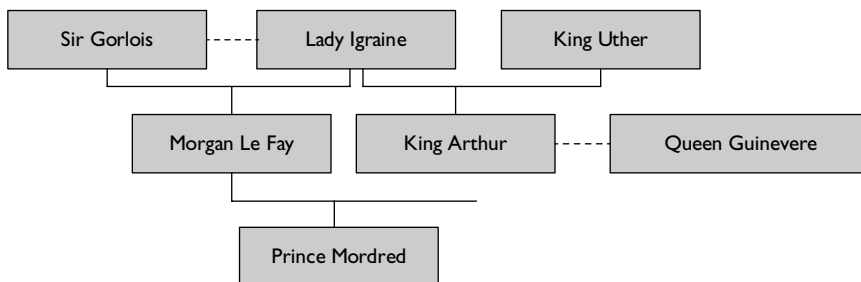 Sir Gorlois
Lady Igraine
King Uther
Morgan Le Fay
King Arthur
Queen Guinevere
Prince Mordred